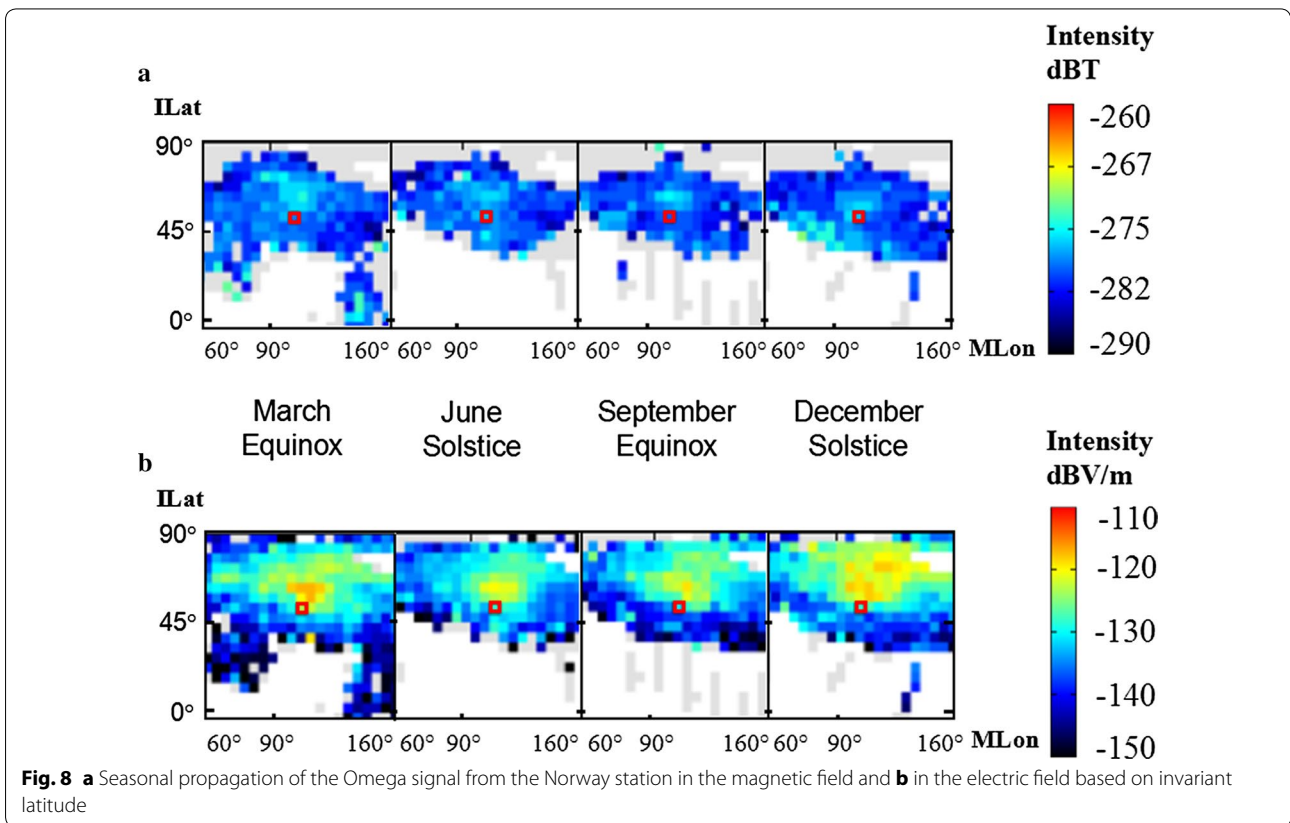 Intensity
dBT
a
ILat
90°
45°
0°
60° 90° 160° 60° 90° 160° 60° 90° 160° 60° 90° 160° MLon
-260
-267
-275
-282
-290
March
Equinox
June
Solstice
September
Equinox
December
Solstice
Intensity
dBV/m
b
ILat
90°
45°
0°
60° 90° 160° 60° 90° 160° 60° 90° 160° 60° 90° 160° MLon
-110
-120
-130
-140
-150
Fig. 8 a Seasonal propagation of the Omega signal from the Norway station in the magnetic field and b in the electric field based on invariant
latitude